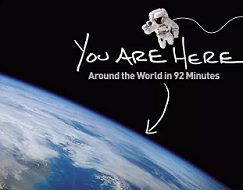 YOU ARE HERE
Around the World in 92 Minutes